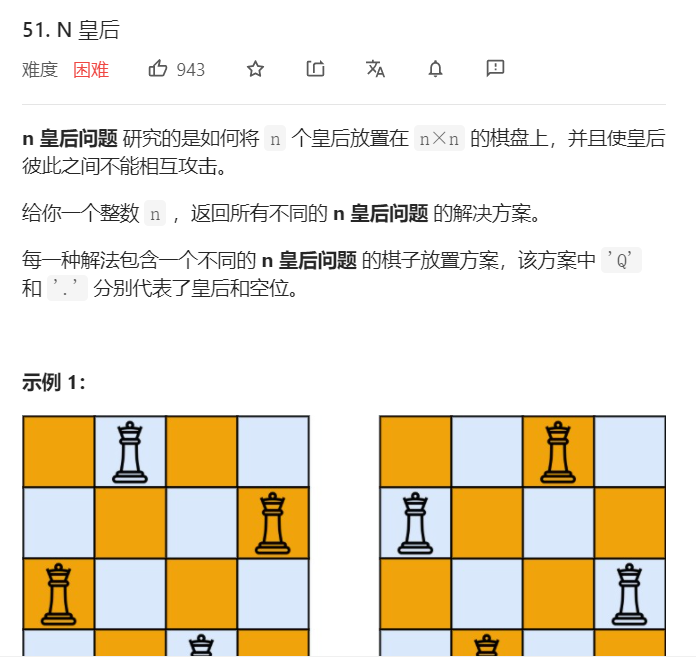 51. N 皇后
难度 困难 943
n 皇后问题 研究的是如何将 n 个皇后放置在 n×n 的棋盘上，并且使皇后
彼此之间不能相互攻击。
给你一个整数 n ，返回所有不同的 n 皇后问题 的解决方案。
每一种解法包含一个不同的 n 皇后问题 的棋子放置方案，该方案中 'Q'
和 '.' 分别代表了皇后和空位。
示例 1：